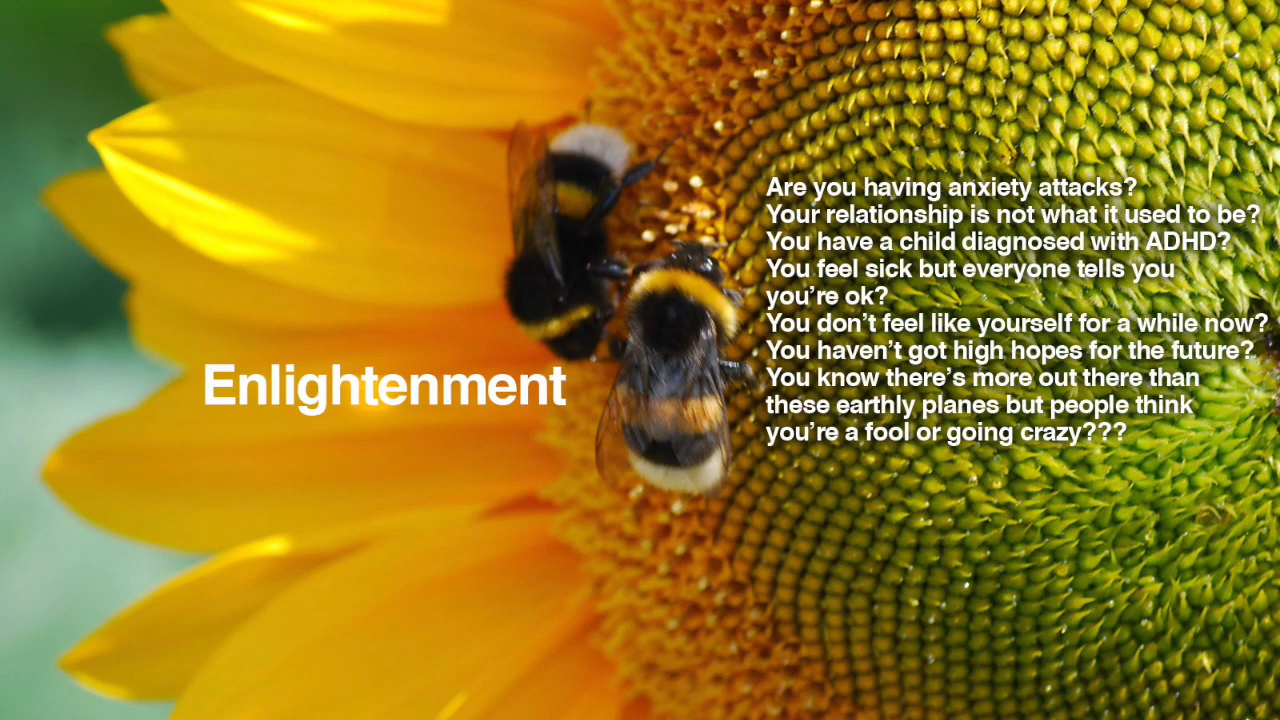 Enlightenment
Are you having anxiety attacks?
Your relationship is not what it used to be?
You have a child diagnosed with ADHD?
You feel sick but everyone tells you
you’re ok?
You don’t feel like yourself for a while now?
You haven’t got high hopes for the future?
You know there’s more out there than
these earthly planes but people think
you’re a fool or going crazy???